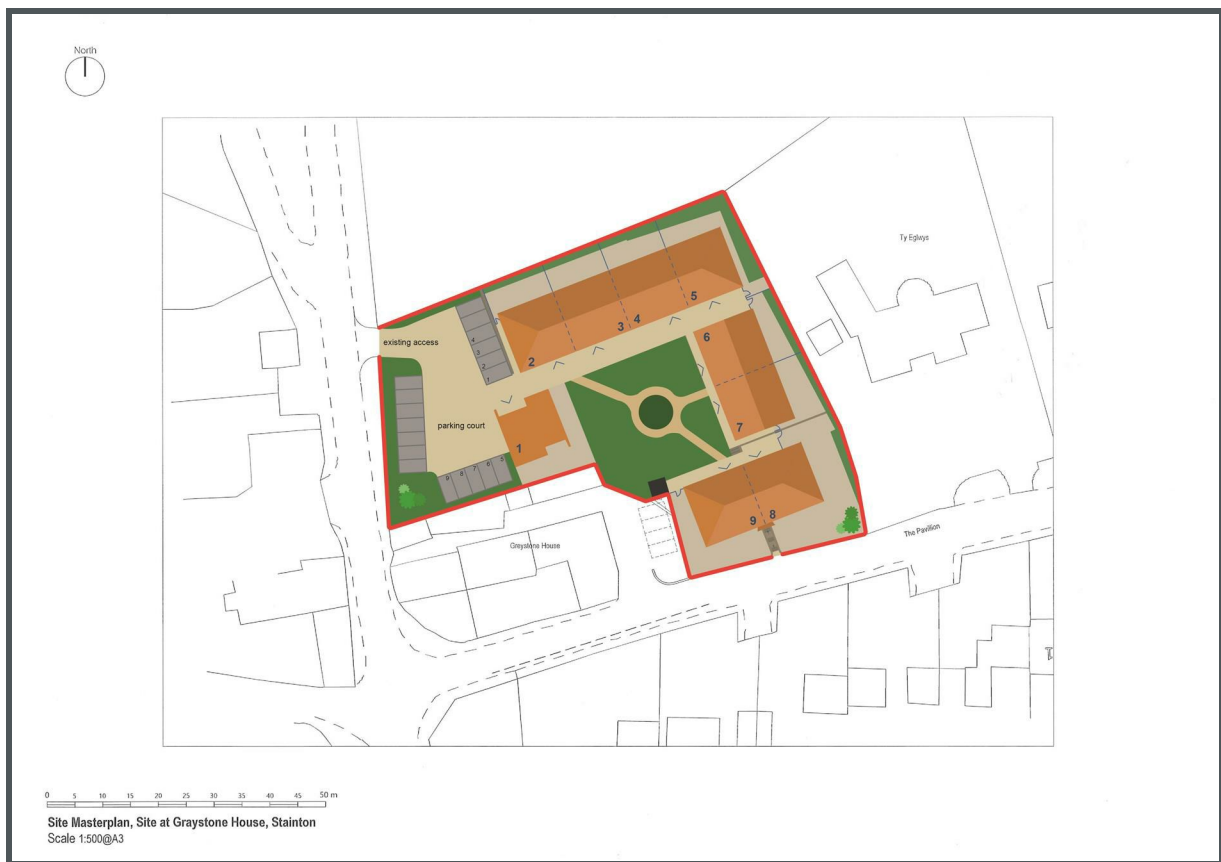 North
Ty Eglwys
existing access
5
3 4
6
4
3
2
1
2
parking court
1
7
9 8 7 6 5
9 8
Greystone House
The Pavilion
0 5 10 15 20 25 30 35 40 45 50 m
Site Masterplan, Site at Graystone House, Stainton
Scale 1:500@A3